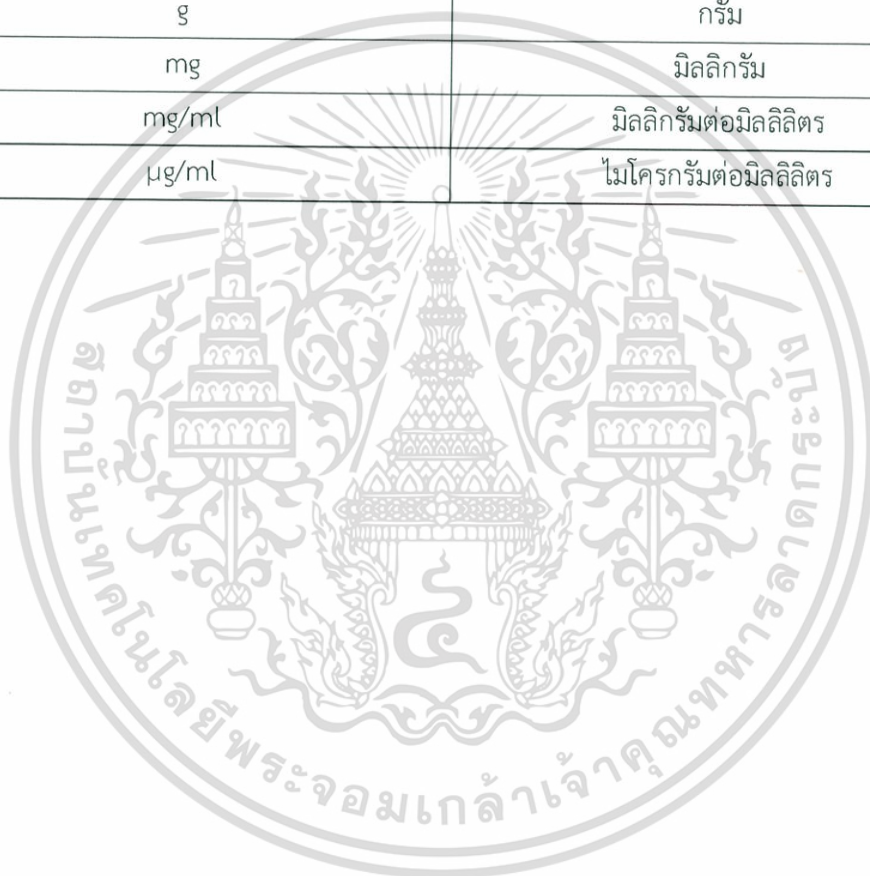 g กรัม
mg มิลลิกรัม
mg/ml มิลลิกรัมต่อมิลลิลิตร
µg/ml ไมโครกรัมต่อมิลลิลิตร
สถาบันเทคโนโลยีพระจอมเกล้าเจ้าคุณทหารลาดกระบัง
๔